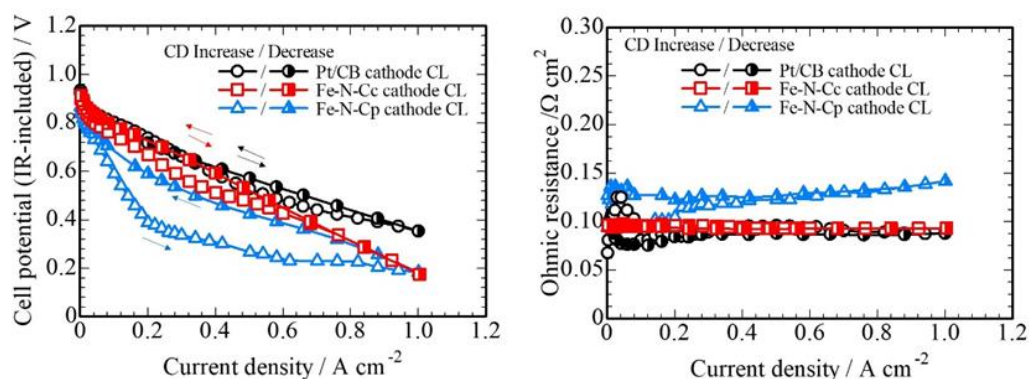 Cell potential (IR-included) / V
1.2
1.0
0.8
0.6
0.4
0.2
0
CD Increase / Decrease
/ Pt/CB cathode CL
/ Fe-N-Cc cathode CL
/ Fe-N-Cp cathode CL
0 0.2 0.4 0.6 0.8 1.0 1.2
Current density / A cm⁻²
Ohmic resistance /Ω cm²
0.30
0.25
0.20
0.15
0.10
0.05
0.00
CD Increase / Decrease
/ Pt/CB cathode CL
/ Fe-N-Cc cathode CL
/ Fe-N-Cp cathode CL
0 0.2 0.4 0.6 0.8 1.0 1.2
Current density / A cm⁻²